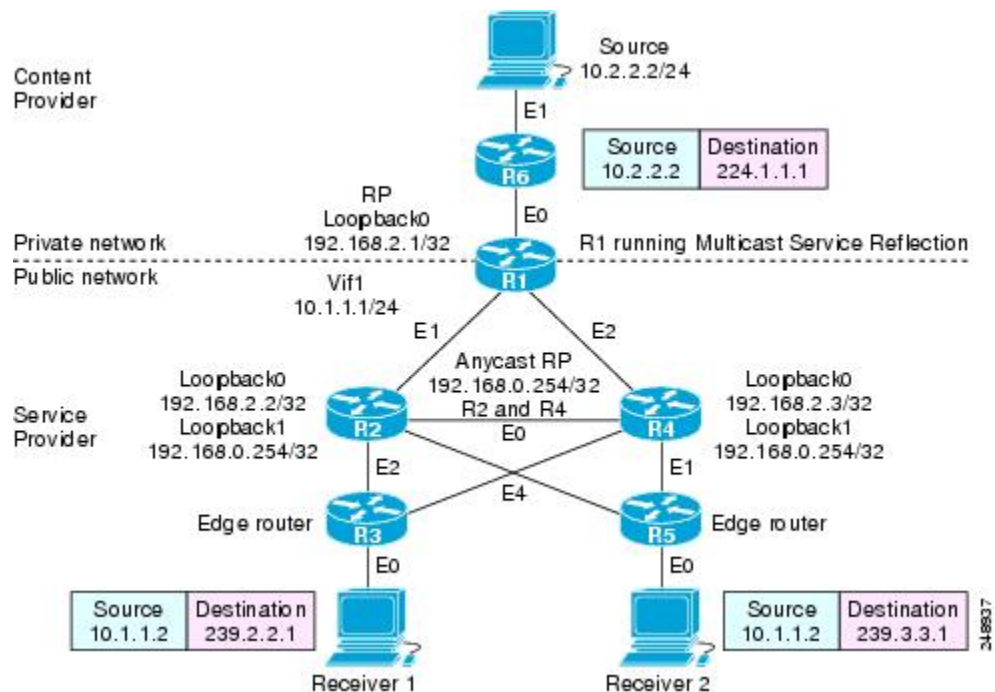 Source
10.2.2.2/24
Content
Provider
E1
Source
10.2.2.2
Destination
224.1.1.1
R6
RP
Loopback0
192.168.2.1/32
E0
Private network
R1 running Multicast Service Reflection
Public network
R1
Vif1
10.1.1.1/24
E1
E2
Anycast RP
192.168.0.254/32
R2 and R4
Loopback0
192.168.2.2/32
Loopback1
192.168.0.254/32
Loopback0
192.168.2.3/32
Loopback1
192.168.0.254/32
Service
Provider
R2
E0
R4
E2
E4
E1
Edge router
R3
R5
Edge router
E0
E0
Source
10.1.1.2
Destination
239.2.2.1
Source
10.1.1.2
Destination
239.3.3.1
248937
Receiver 1
Receiver 2